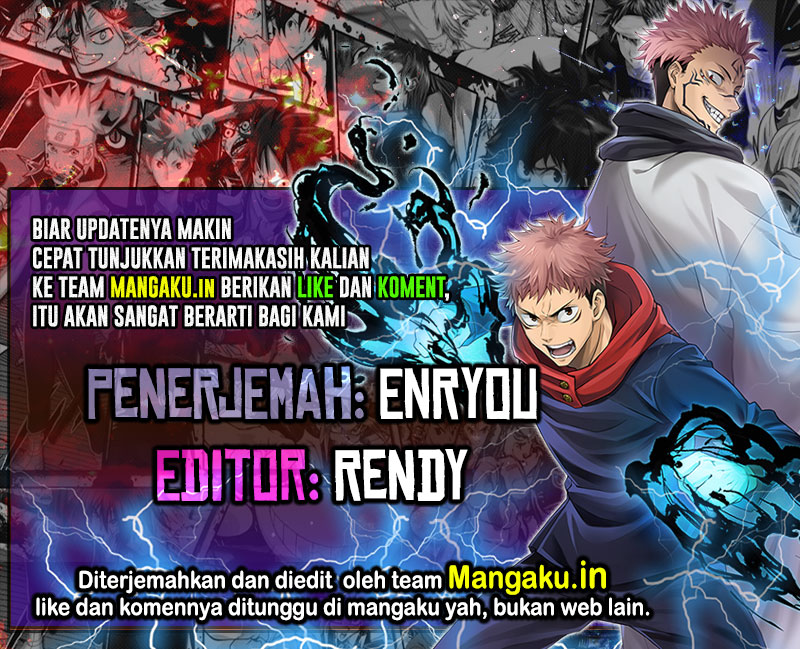 BIAR UPDATENYA MAKIN
CEPAT TUNJUKKAN TERIMAKASIH KALIAN
KE TEAM MANGAKU.IN BERIKAN LIKE DAN KOMENT,
ITU AKAN SANGAT BERARTI BAGI KAMI
PENERJEMAH: ENRYOU
EDITOR: RENDY
Diterjemahkan dan diedit oleh team Mangaku.in
like dan komennya ditunggu di mangaku yah, bukan web lain.